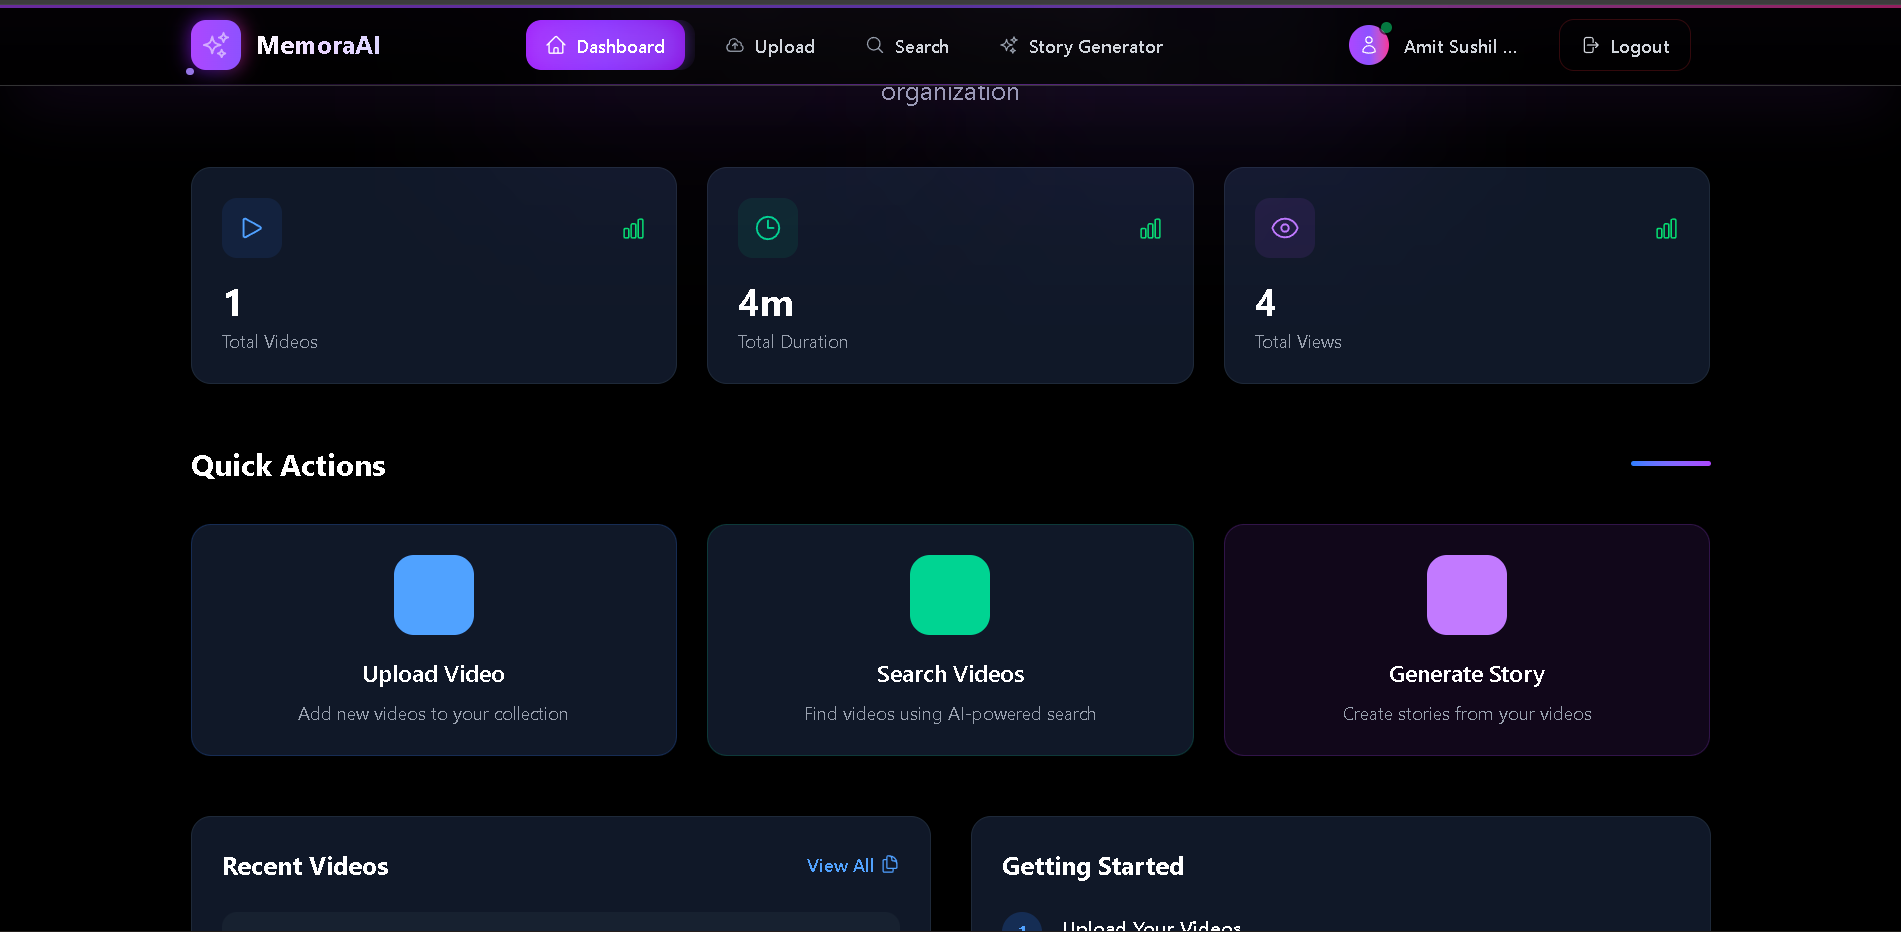 MemoraAI
Dashboard
Upload
Search
Story Generator
Amit Sushil ...
Logout
organization
1
Total Videos
4m
Total Duration
4
Total Views
Quick Actions
Upload Video
Add new videos to your collection
Search Videos
Find videos using AI-powered search
Generate Story
Create stories from your videos
Recent Videos
View All
Getting Started
1
Upload Your Videos